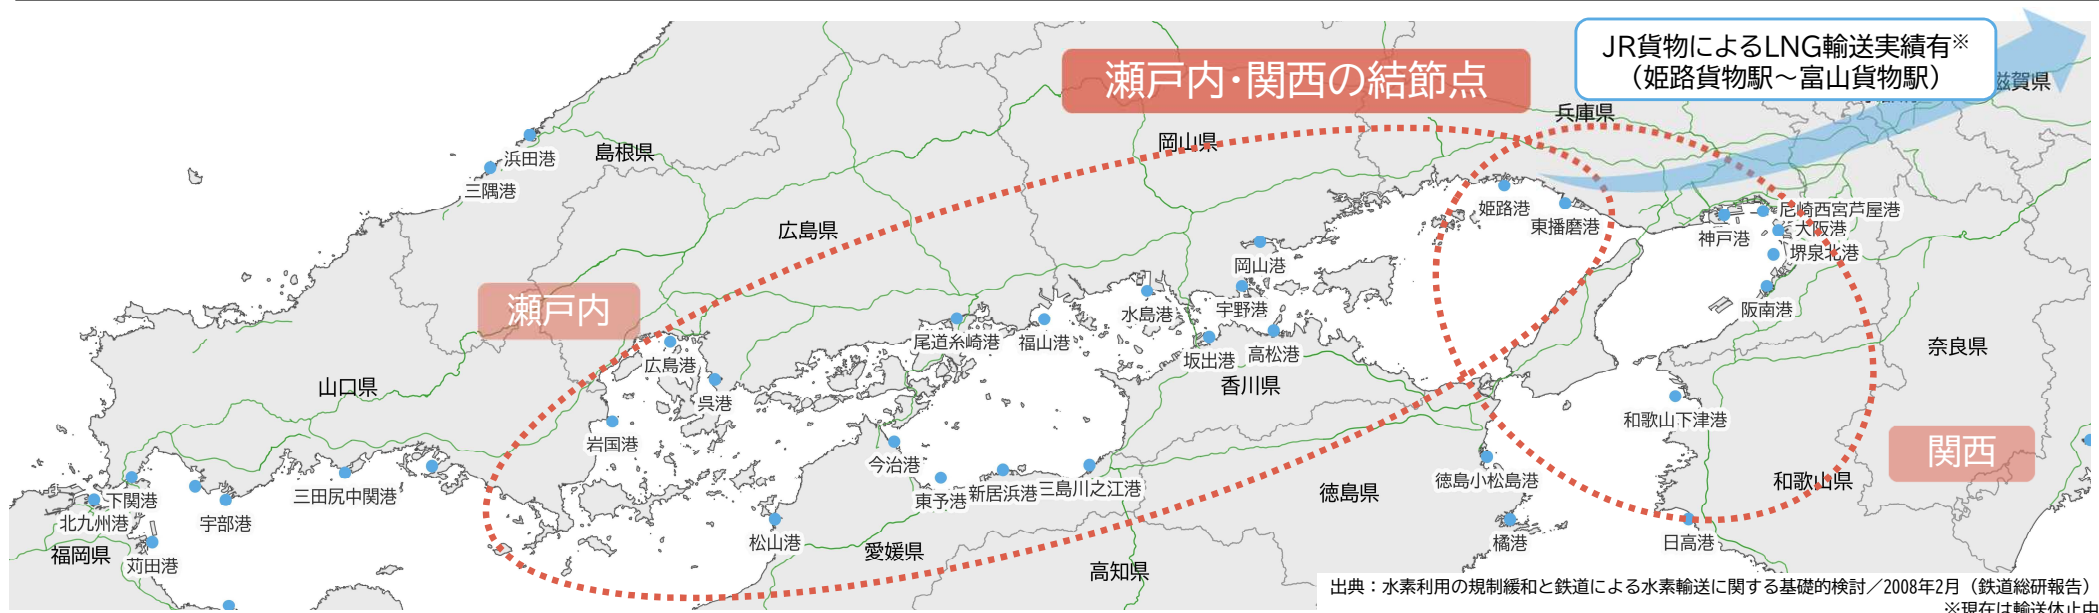 JR貨物によるLNG輸送実績有※
（姫路貨物駅～富山貨物駅）
瀬戸内・関西の結節点
滋賀県
兵庫県
岡山県
浜田港
島根県
三隅港
姫路港
東播磨港
尼崎西宮芦屋港
神戸港
大阪港
堺泉北港
広島県
岡山港
瀬戸内
宇野港
水島港
阪南港
尾道糸崎港
福山港
坂出港
高松港
奈良県
広島港
山口県
呉港
香川県
和歌山下津港
岩国港
関西
今治港
東予港
新居浜港
三島川之江港
徳島小松島港
和歌山県
徳島県
下関港
三田尻中関港
北九州港
宇部港
松山港
愛媛県
橘港
日高港
福岡県
苅田港
高知県
出典：水素利用の規制緩和と鉄道による水素輸送に関する基礎的検討／2008年2月（鉄道総研報告）
※現在は輸送休止中